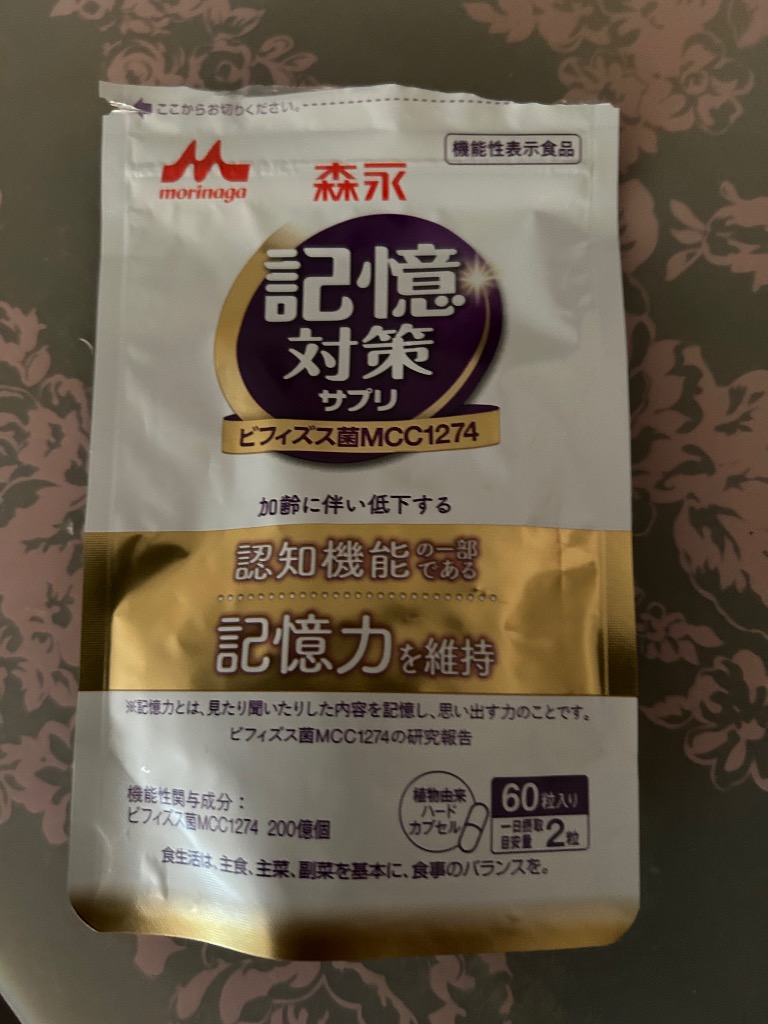 ここからお切りください。
機能性表示食品
morinaga
森永
記憶
対策
サプリ
ビフィズス菌MCC1274
加齢に伴い低下する
認知機能の一部である
記憶力を維持
※記憶力とは、見たり聞いたりした内容を記憶し、思い出す力のことです。
ビフィズス菌MCC1274の研究報告
機能性関与成分：
ビフィズス菌MCC1274 200億個
植物由来
ハード
カプセル
60粒入り
一日摂取目安量 2粒
食生活は、主食、主菜、副菜を基本に、食事のバランスを。